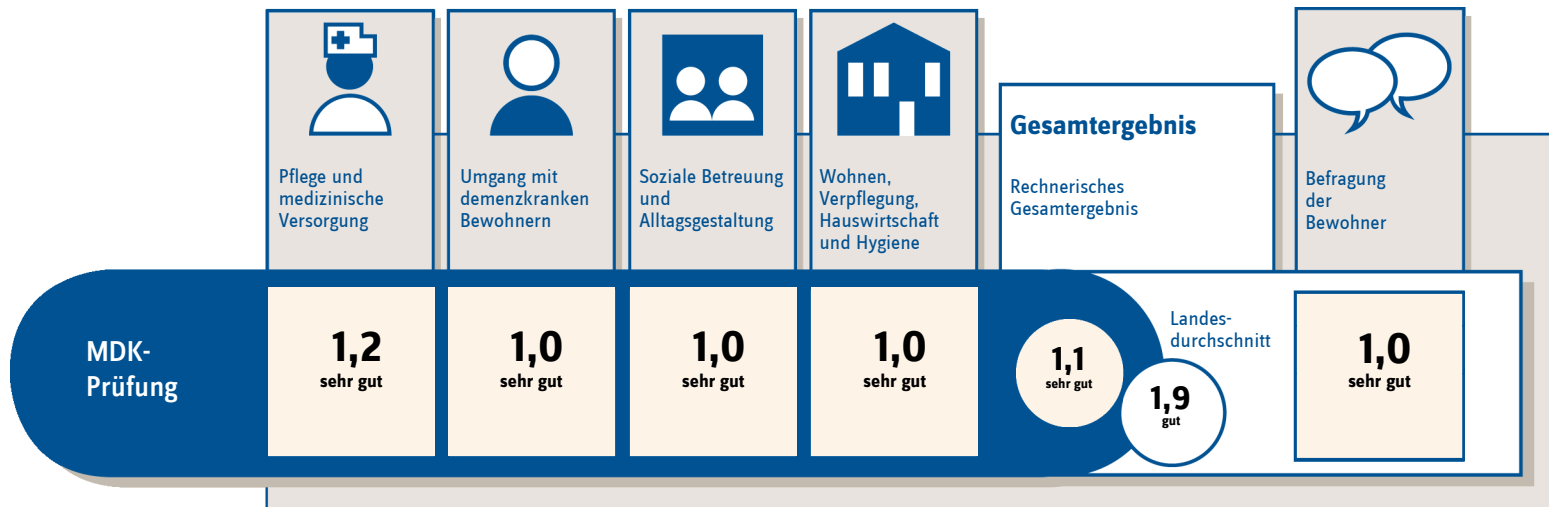 Pflege und
medizinische
Versorgung
Umgang mit
demenzkranken
Bewohnern
Soziale Betreuung
und
Alltagsgestaltung
Wohnen,
Verpflegung,
Hauswirtschaft
und Hygiene
Gesamtergebnis
Rechnerisches
Gesamtergebnis
Befragung
der
Bewohner
MDK-
Prüfung
1,2
sehr gut
1,0
sehr gut
1,0
sehr gut
1,0
sehr gut
1,1
sehr gut
Landes-
durchschnitt
1,9
gut
1,0
sehr gut